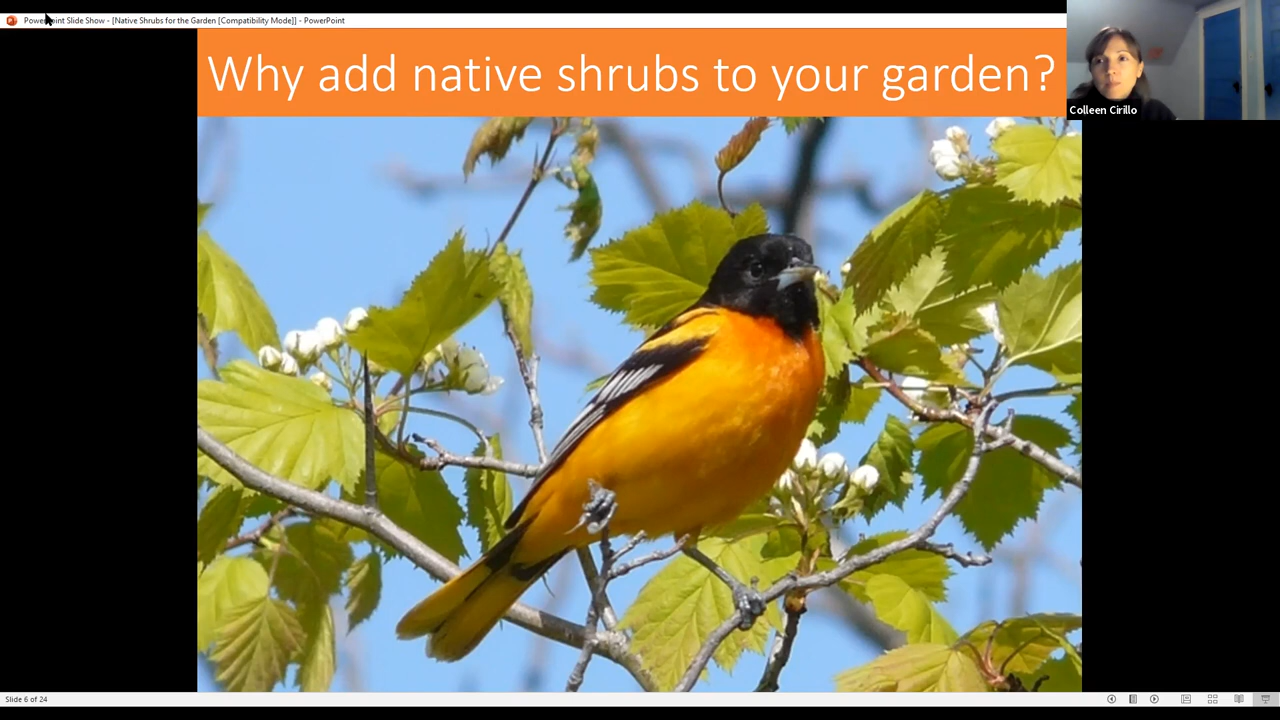 PowerPoint Slide Show - [Native Shrubs for the Garden [Compatibility Mode]] - PowerPoint
Why add native shrubs to your garden?
Colleen Cirillo
Slide 6 of 24